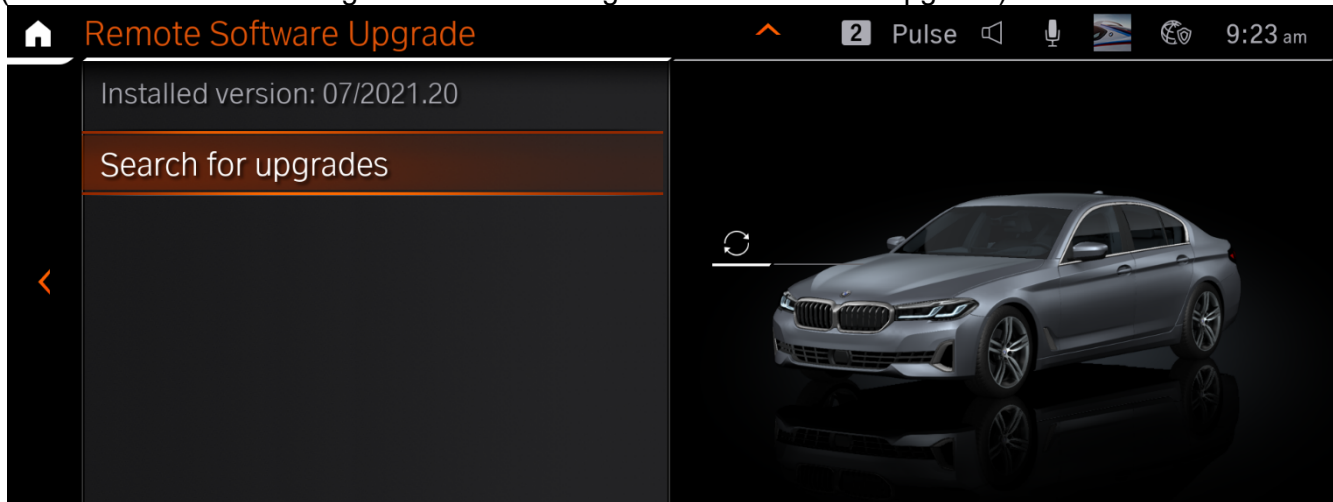 Remote Software Upgrade
2 Pulse
9:23 am
Installed version: 07/2021.20
Search for upgrades